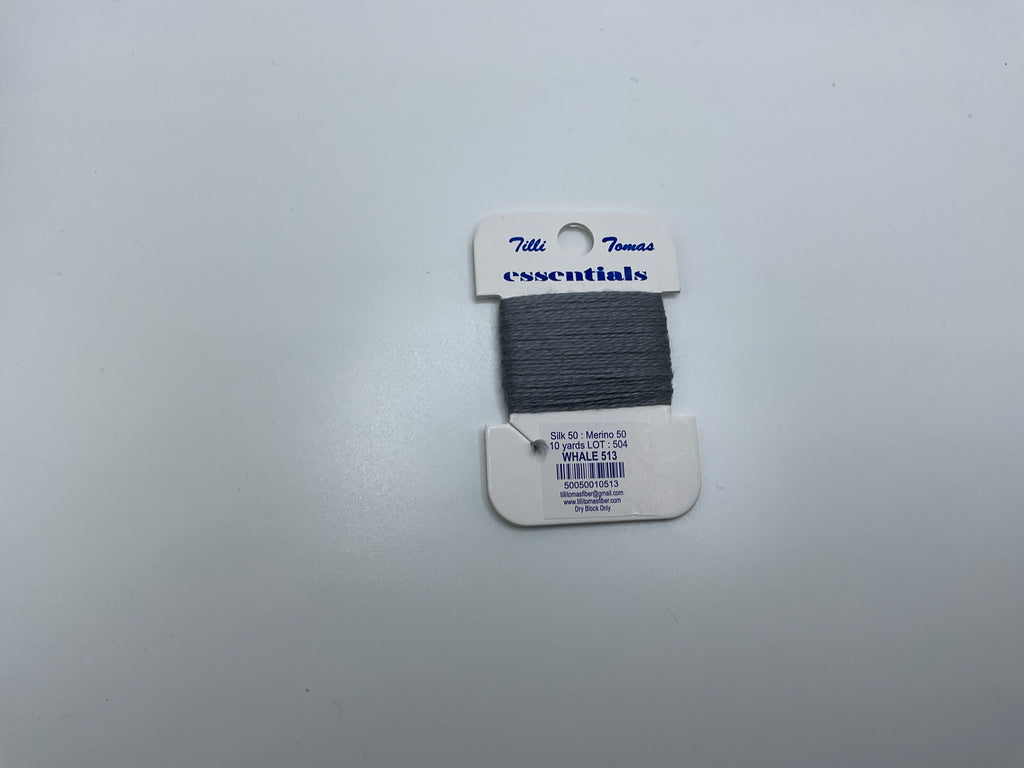 Tilli Tomas
essentials
Silk 50 : Merino 50
10 yards LOT : 504
WHALE 513
50050010513
tillitomasfiber@gmail.com
www.tillitomasfiber.com
Dry Block Only